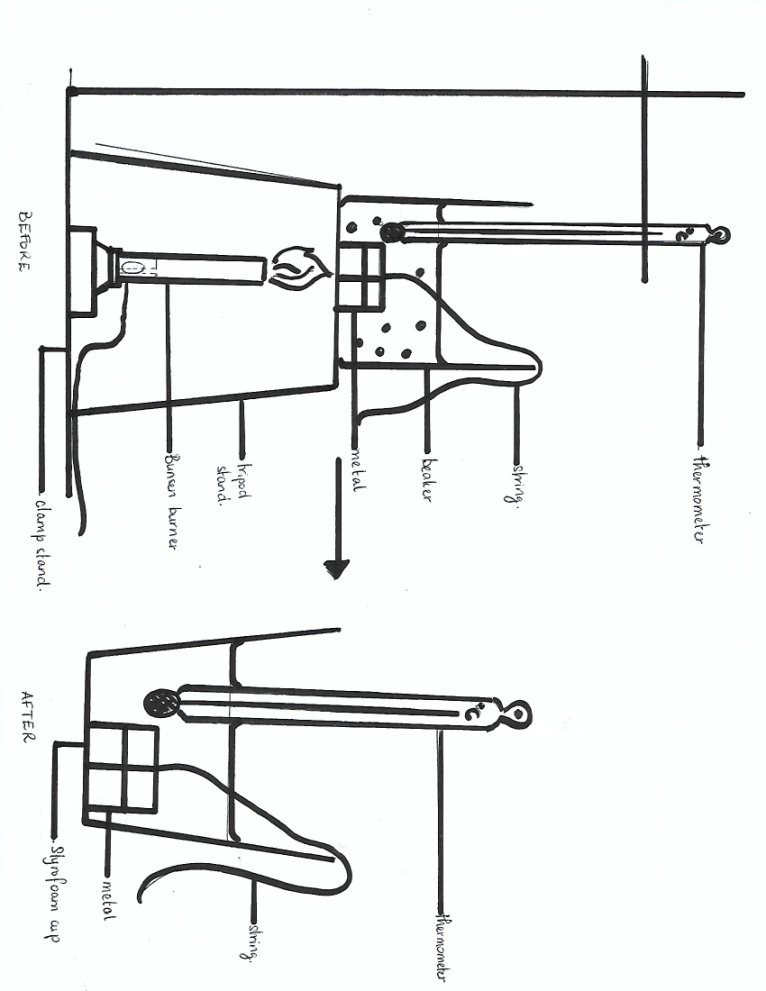 °C
thermometer
string.
beaker
metal
tripod
stand.
Bunsen burner
clamp stand.
BEFORE
°C
thermometer
string.
metal
Styrofoam cup
AFTER